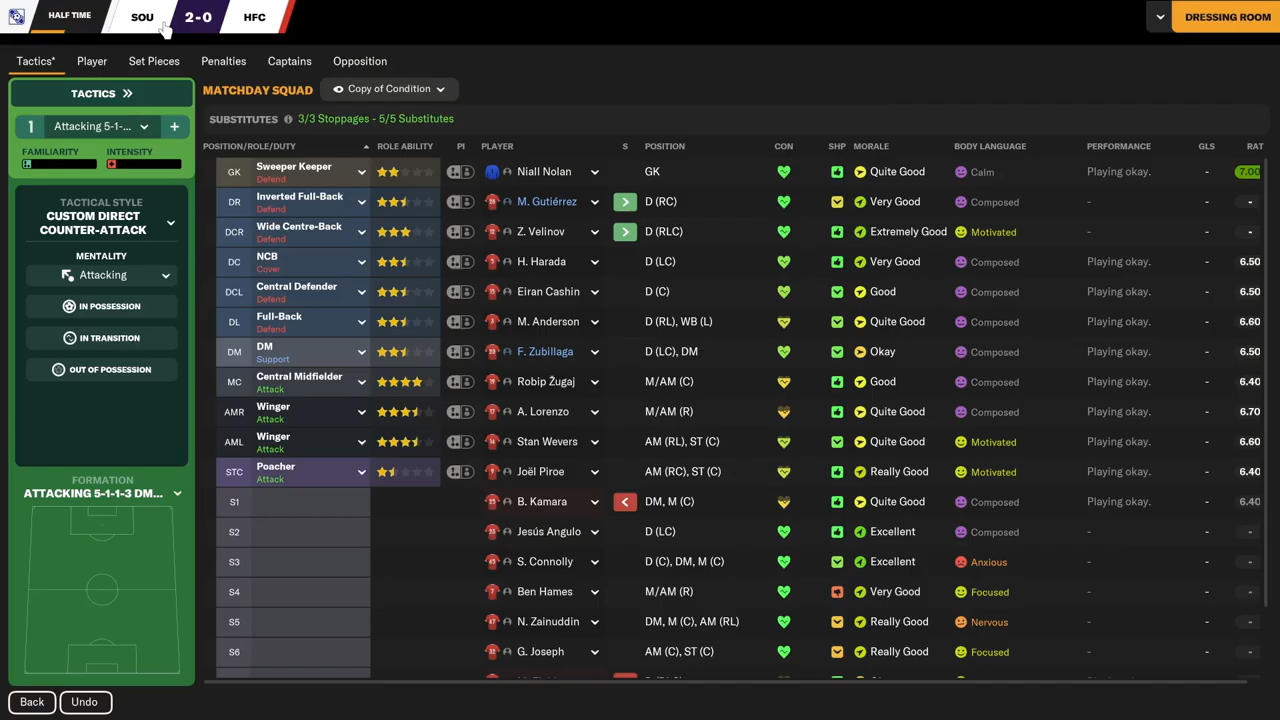 HALF TIME SOU 2-0 HFC DRESSING ROOM
Tactics* Player Set Pieces Penalties Captains Opposition
TACTICS
1 Attacking 5-1-... +
FAMILIARITY INTENSITY
TACTICAL STYLE
CUSTOM DIRECT
COUNTER-ATTACK
MENTALITY
Attacking
IN POSSESSION
IN TRANSITION
OUT OF POSSESSION
FORMATION
ATTACKING 5-1-1-3 DM...
Back Undo
MATCHDAY SQUAD Copy of Condition
SUBSTITUTES 3/3 Stoppages - 5/5 Substitutes
POSITION/ROLE/DUTY ROLE ABILITY PI PLAYER S POSITION CON SHP MORALE BODY LANGUAGE PERFORMANCE GLS RAT
GK Sweeper Keeper Niall Nolan GK Quite Good Calm Playing okay. - 7.00
Defend
DR Inverted Full-Back M. Gutiérrez D (RC) Very Good Composed - - -
Defend
DCR Wide Centre-Back Z. Velinov D (RLC) Extremely Good Motivated - - -
Defend
DC NCB H. Harada D (LC) Very Good Composed Playing okay. - 6.50
Cover
DCL Central Defender Eiran Cashin D (C) Good Composed Playing okay. - 6.50
Defend
DL Full-Back M. Anderson D (RL), WB (L) Quite Good Composed Playing okay. - 6.60
Defend
DM DM F. Zubillaga D (LC), DM Okay Composed Playing okay. - 6.50
Support
MC Central Midfielder Robip Žugaj M/AM (C) Good Composed Playing okay. - 6.40
Attack
AMR Winger A. Lorenzo M/AM (R) Quite Good Composed Playing okay. - 6.70
Attack
AML Winger Stan Wevers AM (RL), ST (C) Quite Good Motivated Playing okay. - 6.60
Attack
STC Poacher Joël Piroe AM (RC), ST (C) Really Good Motivated Playing okay. - 6.40
Attack
S1 B. Kamara DM, M (C) Quite Good Composed Playing okay. - 6.40
S2 Jesús Angulo D (LC) Excellent Composed - - -
S3 S. Connolly D (C), DM, M (C) Excellent Anxious - - -
S4 Ben Hames M/AM (R) Very Good Focused - - -
S5 N. Zainuddin DM, M (C), AM (RL) Really Good Nervous - - -
S6 G. Joseph AM (C), ST (C) Really Good Focused - - -